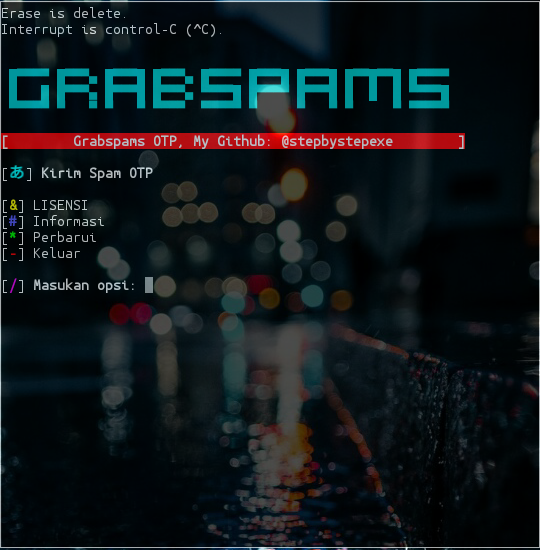 Erase is delete.
Interrupt is control-C (^C).
GRABSPAMS
[ Grabspams OTP, My Github: @stepbystepexe ]
[あ] Kirim Spam OTP
[&] LISENSI
[#] Informasi
[*] Perbarui
[-] Keluar
[/] Masukan opsi: